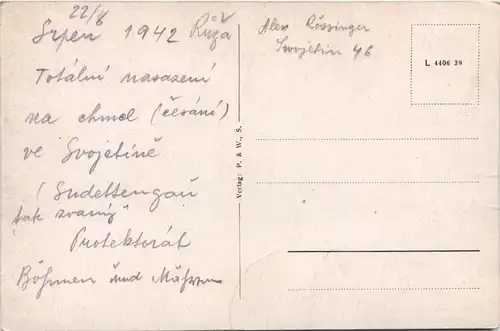 22/8
Srpen 1942 Růža
Totální nasazení
na chmel (česání)
ve Svojetíně
(Sudettengau
tak zvaný"
Protektorát
Böhmen und Mähren
Alex Rössinger
Svojetín 46
L 4406 39
Verlag: P. & W., S.